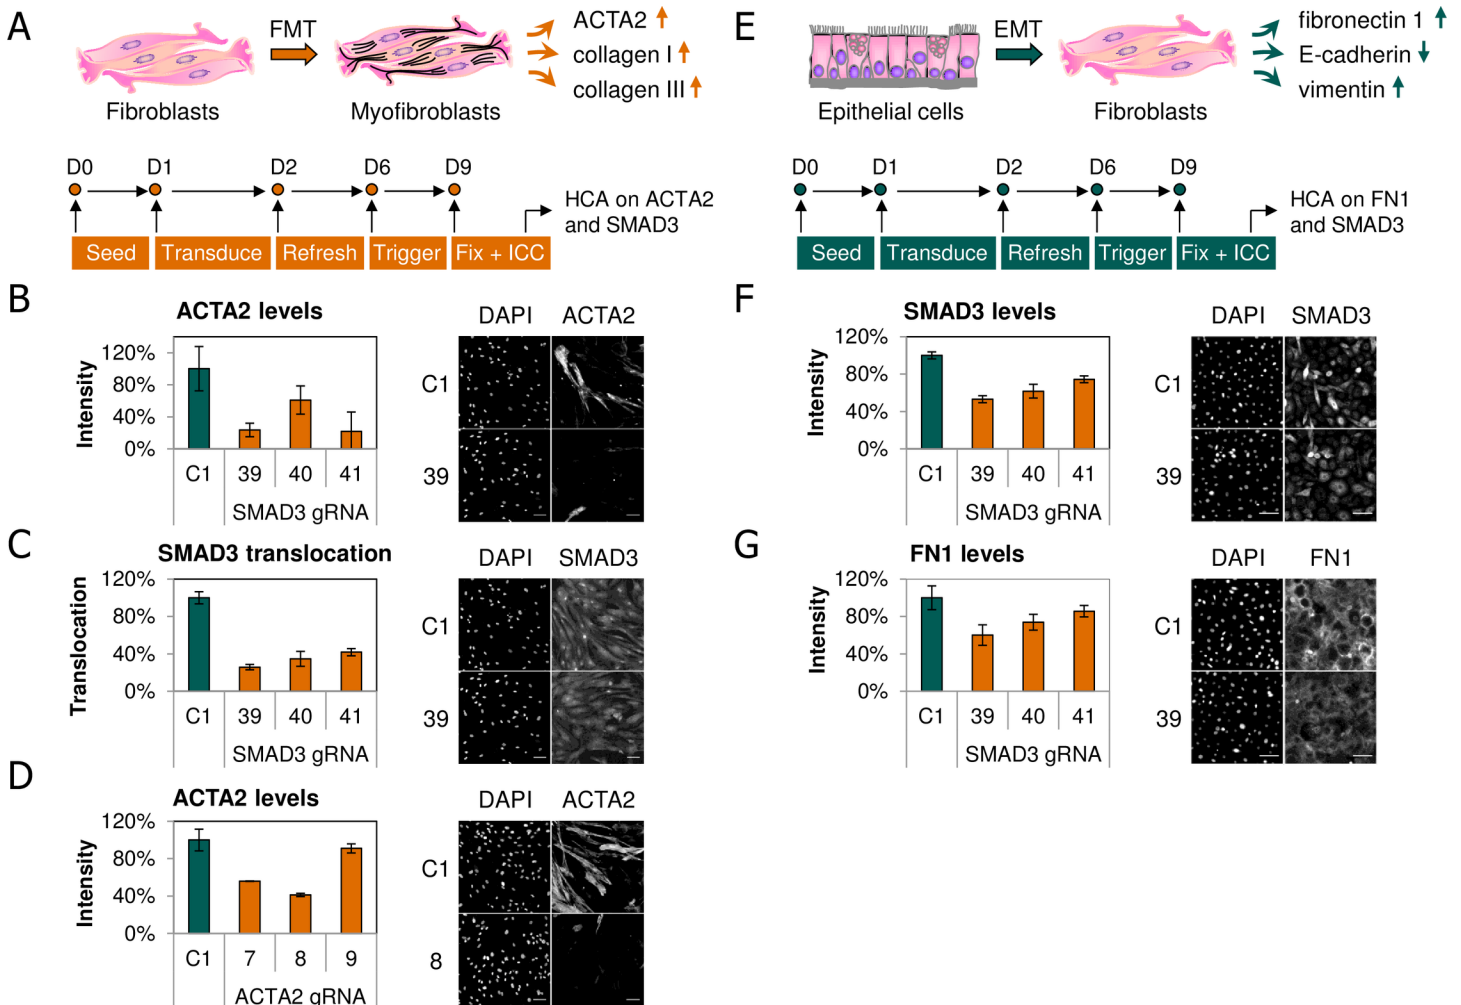 A
FMT
Fibroblasts
Myofibroblasts
ACTA2
collagen I
collagen III
D0 D1 D2 D6 D9
Seed Transduce Refresh Trigger Fix + ICC
HCA on ACTA2
and SMAD3
E
EMT
Epithelial cells
Fibroblasts
fibronectin 1
E-cadherin
vimentin
D0 D1 D2 D6 D9
Seed Transduce Refresh Trigger Fix + ICC
HCA on FN1
and SMAD3
B
ACTA2 levels
Intensity
120%
80%
40%
0%
C1 39 40 41
SMAD3 gRNA
DAPI ACTA2
C1
39
C
SMAD3 translocation
Translocation
120%
80%
40%
0%
C1 39 40 41
SMAD3 gRNA
DAPI SMAD3
C1
39
D
ACTA2 levels
Intensity
120%
80%
40%
0%
C1 7 8 9
ACTA2 gRNA
DAPI ACTA2
C1
8
F
SMAD3 levels
Intensity
120%
80%
40%
0%
C1 39 40 41
SMAD3 gRNA
DAPI SMAD3
C1
39
G
FN1 levels
Intensity
120%
80%
40%
0%
C1 39 40 41
SMAD3 gRNA
DAPI FN1
C1
39